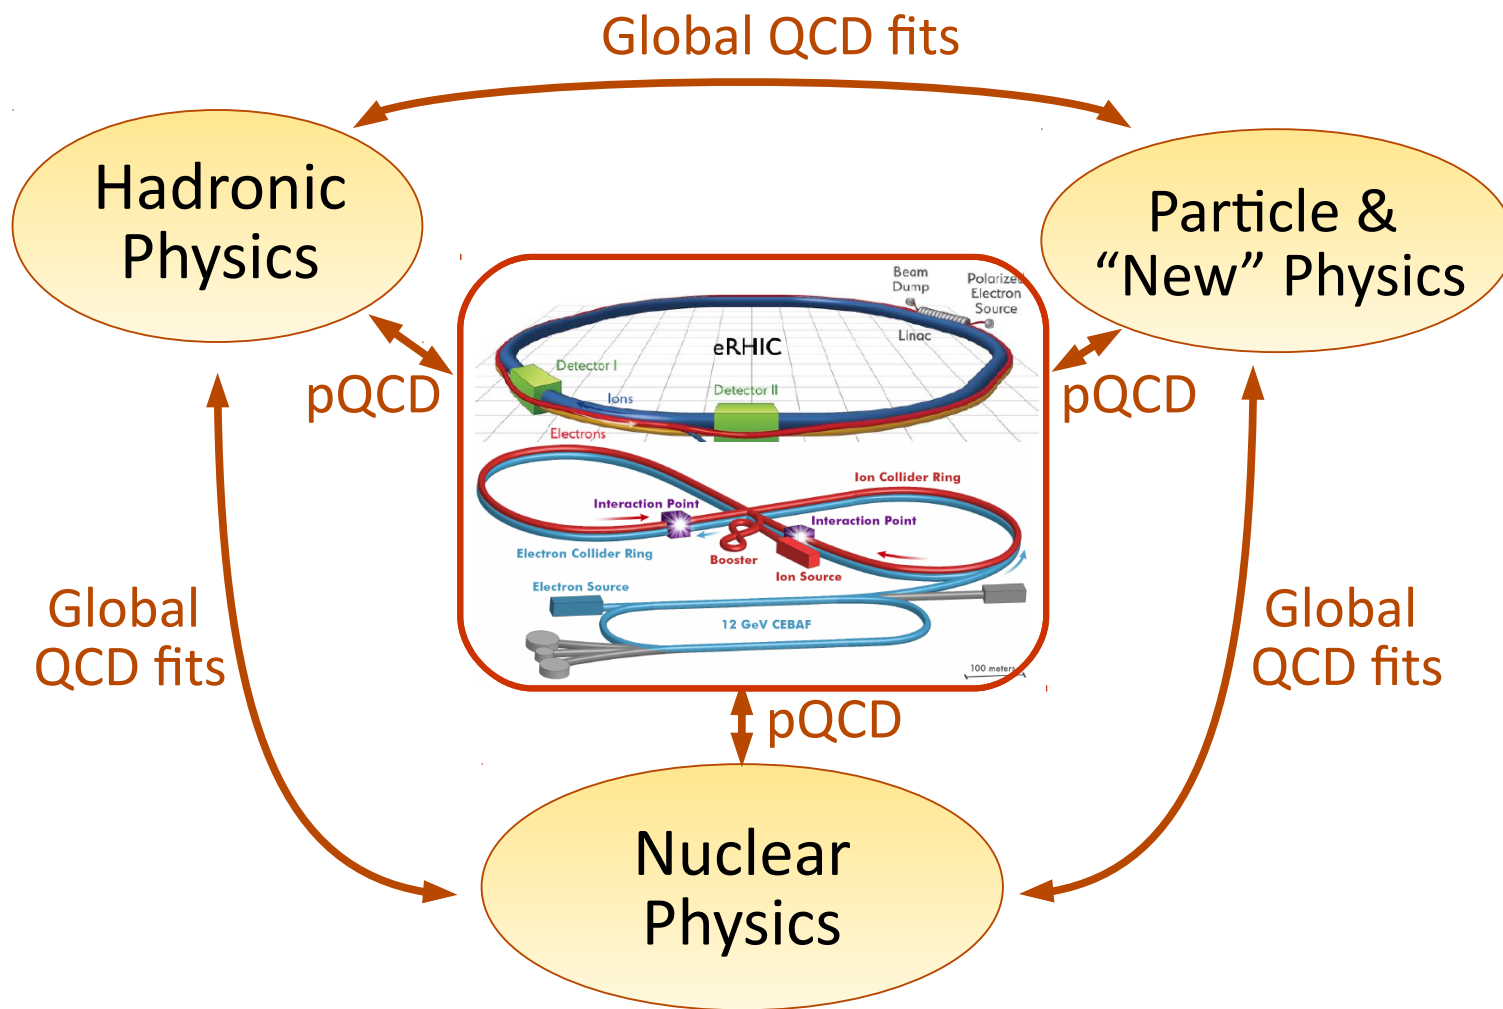 Global QCD fits
Hadronic
Physics
Particle &
“New” Physics
Beam
Dump
Polarized
Electron
Source
Linac
eRHIC
Detector I
Detector II
Ions
Electrons
pQCD
pQCD
Ion Collider Ring
Interaction Point
Interaction Point
Electron Collider Ring
Booster
Ion Source
Electron Source
12 GeV CEBAF
100 meters
Global
QCD fits
Global
QCD fits
pQCD
Nuclear
Physics